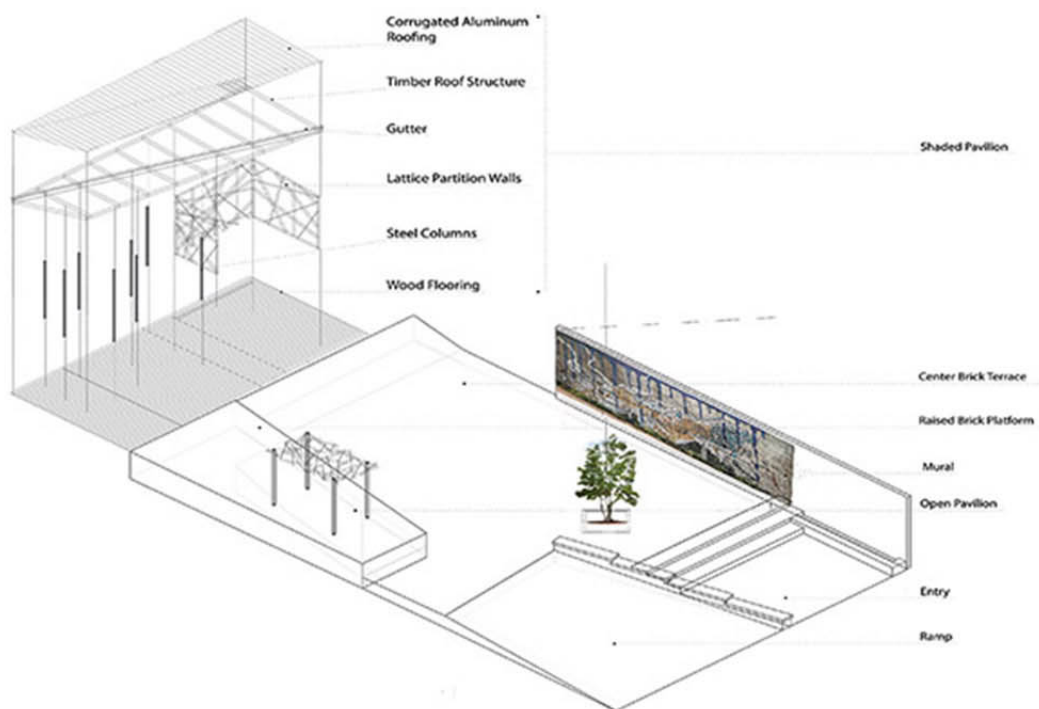 Corrugated Aluminum
Roofing
Timber Roof Structure
Gutter
Lattice Partition Walls
Steel Columns
Wood Flooring
Shaded Pavilion
Center Brick Terrace
Raised Brick Platform
Mural
Open Pavilion
Entry
Ramp